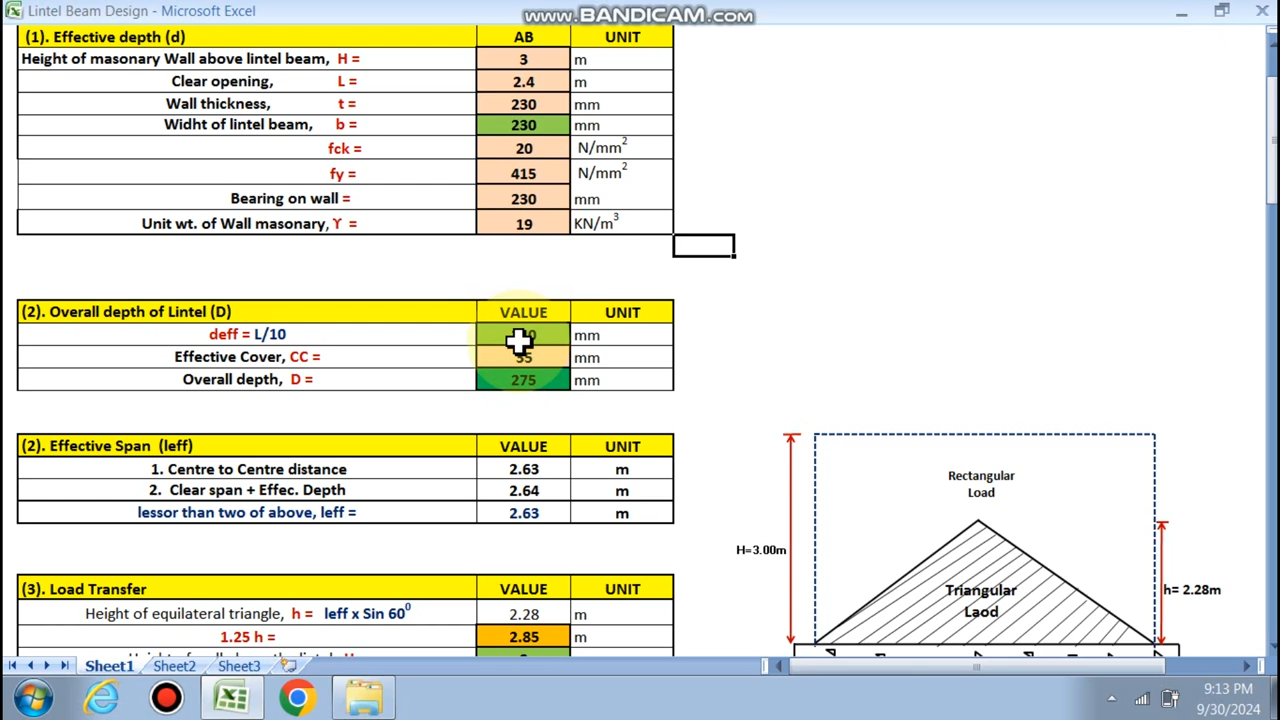 Lintel Beam Design - Microsoft Excel
www.BANDICAM.com
(1). Effective depth (d) AB UNIT
Height of masonary Wall above lintel beam, H = 3 m
Clear opening, L = 2.4 m
Wall thickness, t = 230 mm
Widht of lintel beam, b = 230 mm
fck = 20 N/mm2
fy = 415 N/mm2
Bearing on wall = 230 mm
Unit wt. of Wall masonary, ϒ = 19 KN/m3
(2). Overall depth of Lintel (D) VALUE UNIT
deff = L/10 mm
Effective Cover, CC = 35 mm
Overall depth, D = 275 mm
(2). Effective Span (leff) VALUE UNIT
1. Centre to Centre distance 2.63 m
2. Clear span + Effec. Depth 2.64 m
lessor than two of above, leff = 2.63 m
Rectangular
Load
H=3.00m
Triangular
Laod
h= 2.28m
(3). Load Transfer VALUE UNIT
Height of equilateral triangle, h = leff x Sin 60⁰ 2.28 m
1.25 h = 2.85 m
Sheet1 Sheet2 Sheet3
9:13 PM
9/30/2024